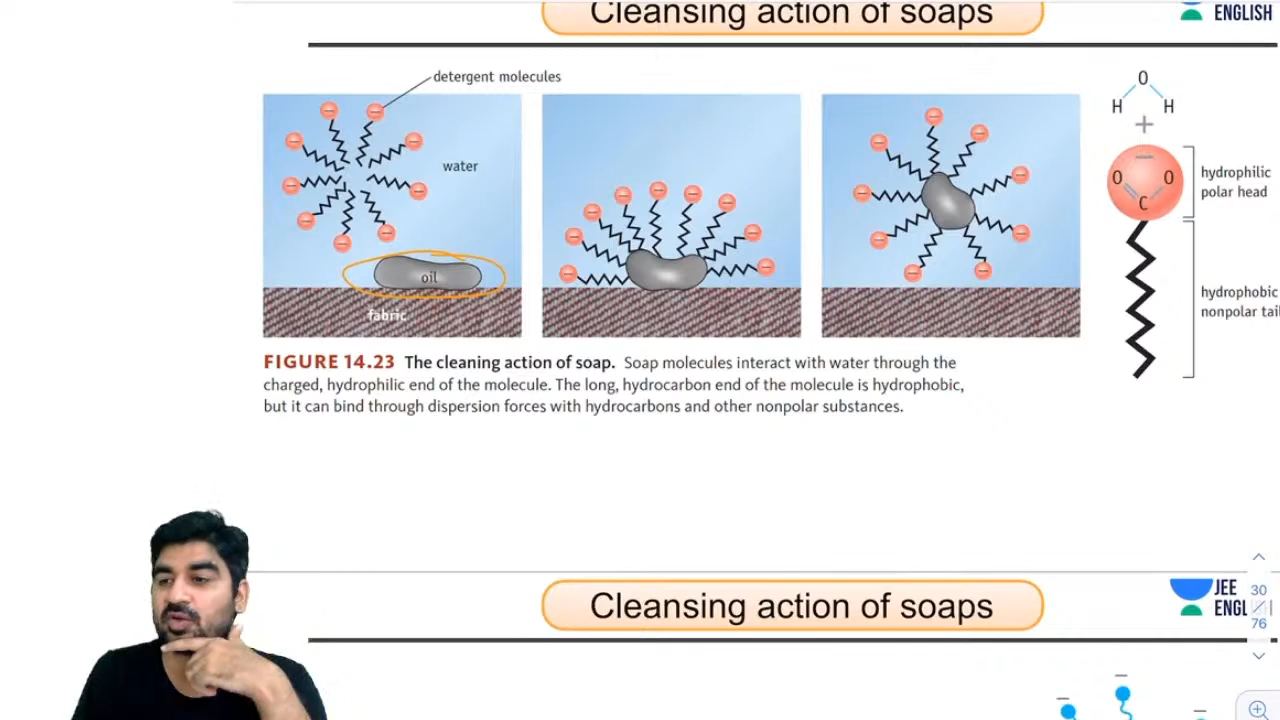 Cleansing action of soaps
ENGLISH
detergent molecules
water
oil
fabric
O
H H
+
−
O O
C
hydrophilic
polar head
hydrophobic
nonpolar tail
FIGURE 14.23 The cleaning action of soap. Soap molecules interact with water through the
charged, hydrophilic end of the molecule. The long, hydrocarbon end of the molecule is hydrophobic,
but it can bind through dispersion forces with hydrocarbons and other nonpolar substances.
Cleansing action of soaps
JEE
ENGL
30
/
76